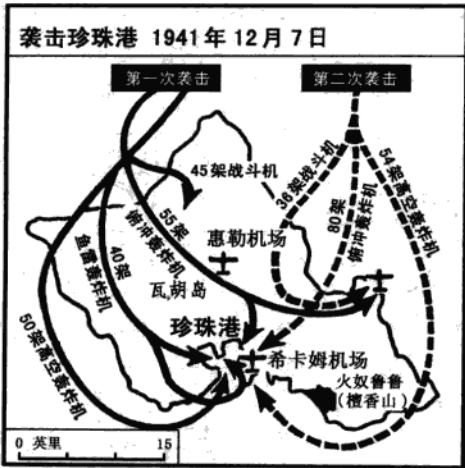 袭击珍珠港 1941年12月7日
第一次袭击
第二次袭击
45架战斗机
36架战斗机
80架
俯冲轰炸机
54架高空轰炸机
55架
俯冲轰炸机
惠勒机场
40架
鱼雷轰炸机
瓦胡岛
50架高空轰炸机
珍珠港
希卡姆机场
火奴鲁鲁
(檀香山)
0 英里 15